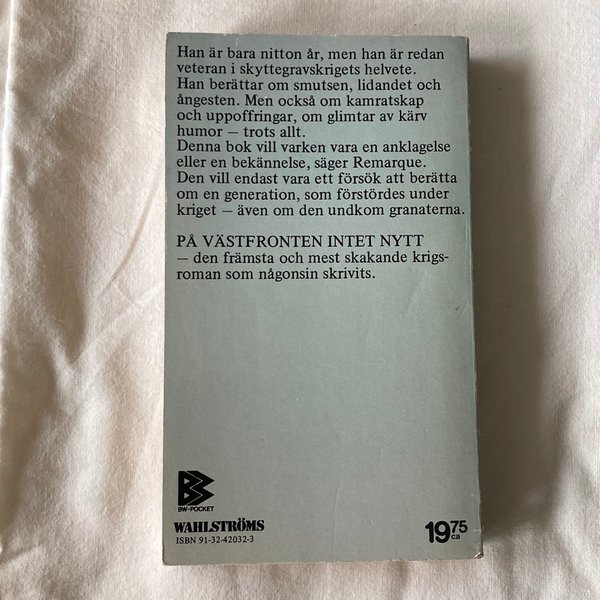 Han är bara nitton år, men han är redan
veteran i skyttegravskrigets helvete.
Han berättar om smutsen, lidandet och
ångesten. Men också om kamratskap
och uppoffringar, om glimtar av kärv
humor – trots allt.
Denna bok vill varken vara en anklagelse
eller en bekännelse, säger Remarque.
Den vill endast vara ett försök att berätta
om en generation, som förstördes under
kriget – även om den undkom granaterna.
PÅ VÄSTFRONTEN INTET NYTT
– den främsta och mest skakande krigs-
roman som någonsin skrivits.
BW-POCKET
WAHLSTRÖMS
ISBN 91-32-42032-3
1975 ca